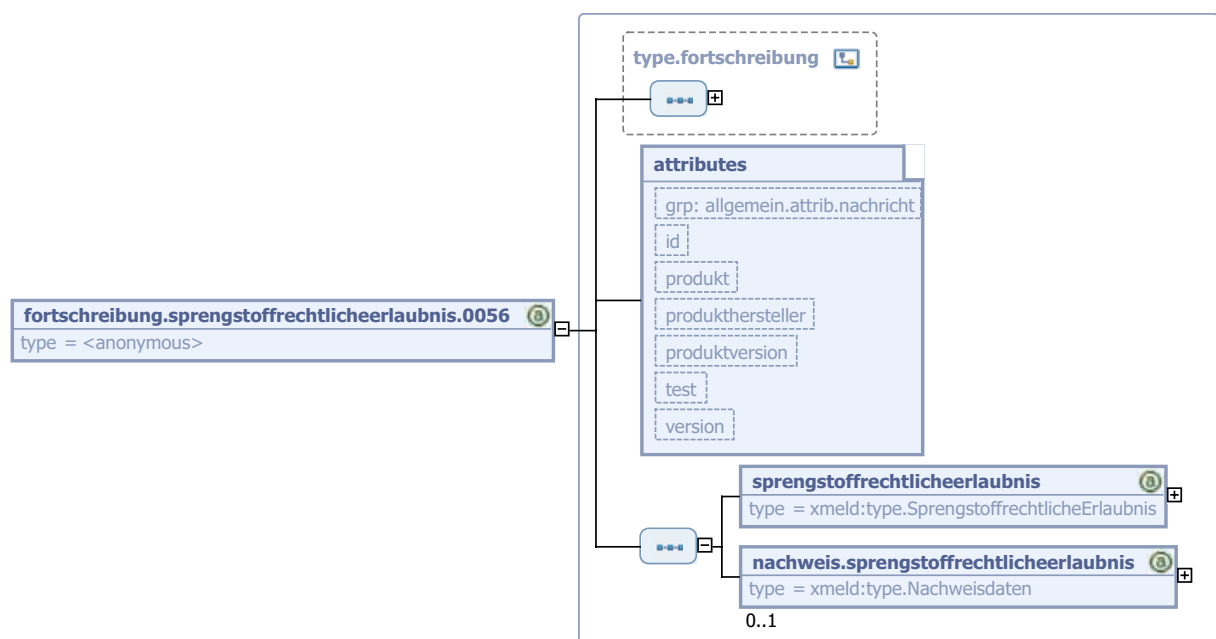 type.fortschreibung
attributes
grp: allgemein.attrib.nachricht
id
produkt
produkthersteller
produktversion
test
version
fortschreibung.sprengstoffrechtlicheerlaubnis.0056
type = <anonymous>
sprengstoffrechtlicheerlaubnis
type = xmeld:type.SprengstoffrechtlicheErlaubnis
nachweis.sprengstoffrechtlicheerlaubnis
type = xmeld:type.Nachweisdaten
0..1